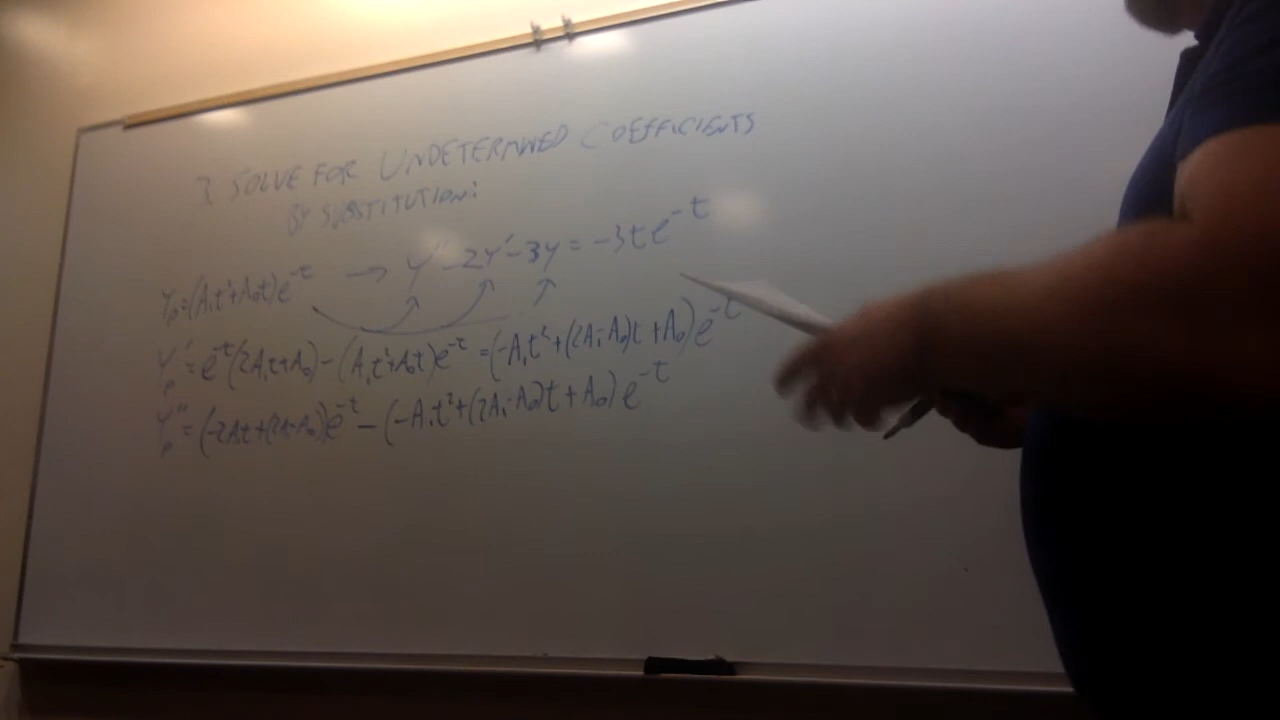 SOLVE FOR UNDETERMINED COEFFICIENTS
BY SUBSTITUTION:
Yₚ=(A₁t²+A₀t)e⁻ᵗ → y''-2y'-3y = -3te⁻ᵗ
Yₚ'=e⁻ᵗ(2A₁t+A₀)-(A₁t²+A₀t)e⁻ᵗ=(-A₁t²+(2A₁-A₀)t+A₀)e⁻ᵗ
Yₚ''=(-2A₁t+(2A₁-A₀))e⁻ᵗ-(-A₁t²+(2A₁-A₀)t+A₀)e⁻ᵗ